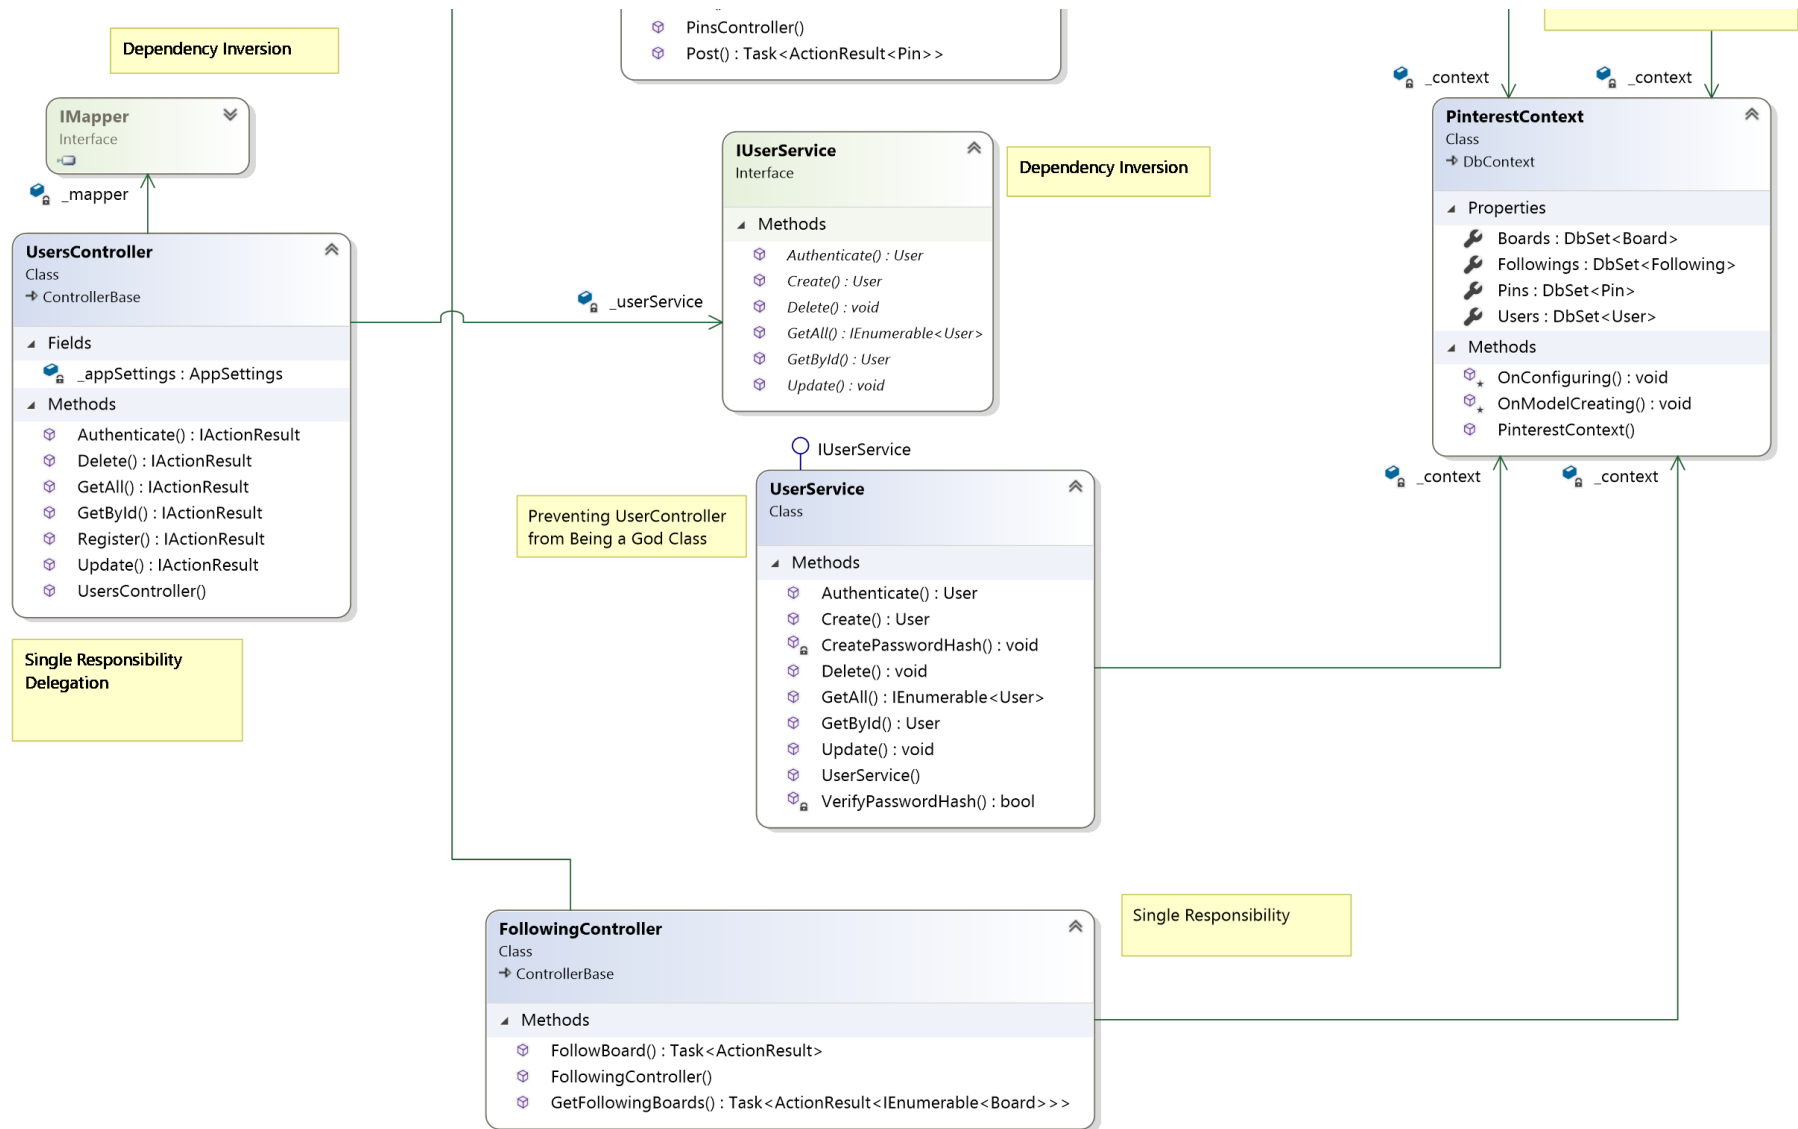 PinsController()
Post() : Task<ActionResult<Pin>>
Dependency Inversion
IMapper
Interface
_mapper
UsersController
Class
ControllerBase
Fields
_appSettings : AppSettings
Methods
Authenticate() : IActionResult
Delete() : IActionResult
GetAll() : IActionResult
GetById() : IActionResult
Register() : IActionResult
Update() : IActionResult
UsersController()
Single Responsibility
Delegation
_userService
IUserService
Interface
Methods
Authenticate() : User
Create() : User
Delete() : void
GetAll() : IEnumerable<User>
GetById() : User
Update() : void
Dependency Inversion
IUserService
UserService
Class
Methods
Authenticate() : User
Create() : User
CreatePasswordHash() : void
Delete() : void
GetAll() : IEnumerable<User>
GetById() : User
Update() : void
UserService()
VerifyPasswordHash() : bool
Preventing UserController
from Being a God Class
_context
_context
PinterestContext
Class
DbContext
Properties
Boards : DbSet<Board>
Followings : DbSet<Following>
Pins : DbSet<Pin>
Users : DbSet<User>
Methods
OnConfiguring() : void
OnModelCreating() : void
PinterestContext()
_context
_context
FollowingController
Class
ControllerBase
Methods
FollowBoard() : Task<ActionResult>
FollowingController()
GetFollowingBoards() : Task<ActionResult<IEnumerable<Board>>>
Single Responsibility